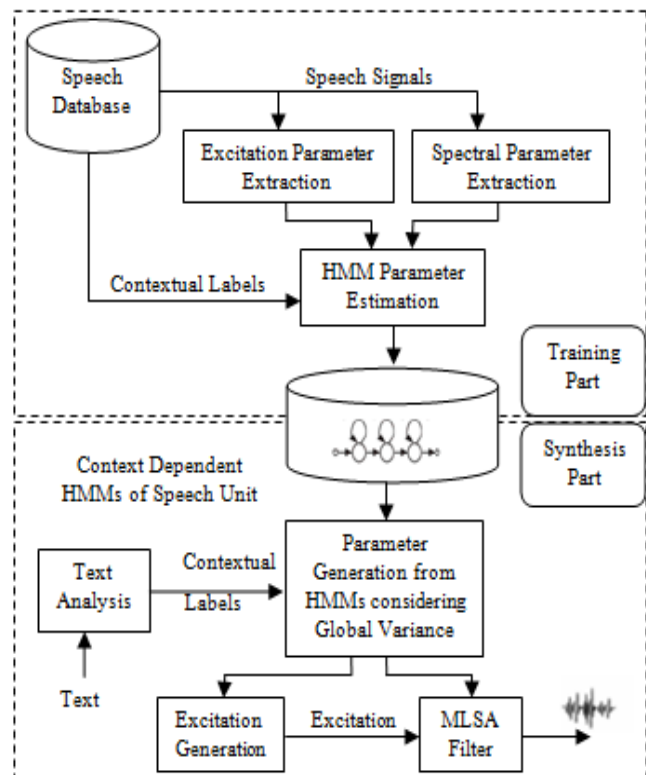 Speech
Database
Speech Signals
Excitation Parameter
Extraction
Spectral Parameter
Extraction
Contextual Labels
HMM Parameter
Estimation
Training
Part
Synthesis
Part
Context Dependent
HMMs of Speech Unit
Text
Analysis
Contextual
Labels
Parameter
Generation from
HMMs considering
Global Variance
Text
Excitation
Generation
Excitation
MLSA
Filter